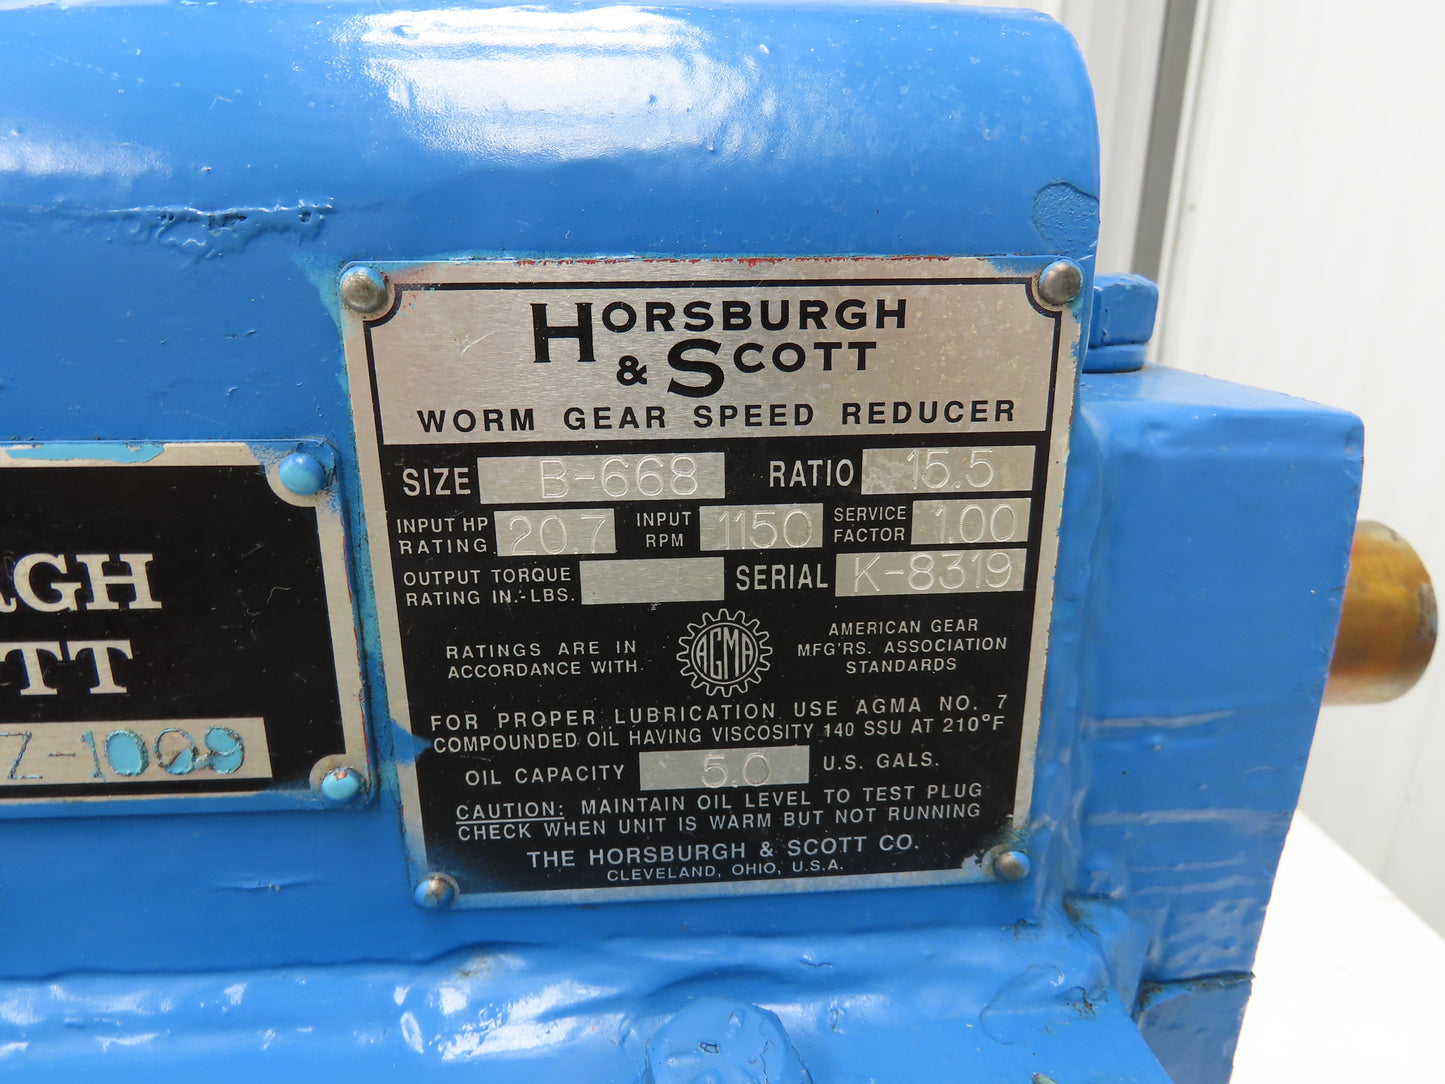 HORSBURGH
& SCOTT
WORM GEAR SPEED REDUCER
SIZE B-668 RATIO 15.5
INPUT HP RATING 20.7 INPUT RPM 1150 SERVICE FACTOR 1.00
OUTPUT TORQUE RATING IN.-LBS. SERIAL K-8319
RATINGS ARE IN ACCORDANCE WITH AGMA AMERICAN GEAR MFG'RS. ASSOCIATION STANDARDS
FOR PROPER LUBRICATION USE AGMA NO. 7
COMPOUNDED OIL HAVING VISCOSITY 140 SSU AT 210°F
OIL CAPACITY 5.0 U.S. GALS.
CAUTION: MAINTAIN OIL LEVEL TO TEST PLUG
CHECK WHEN UNIT IS WARM BUT NOT RUNNING
THE HORSBURGH & SCOTT CO.
CLEVELAND, OHIO, U.S.A.
GH
TT
Z-1009